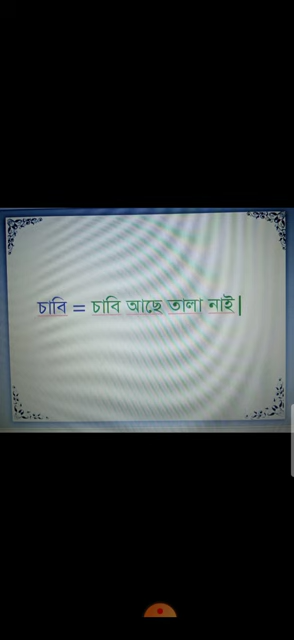 চাবি = চাবি আছে তালা নাই|